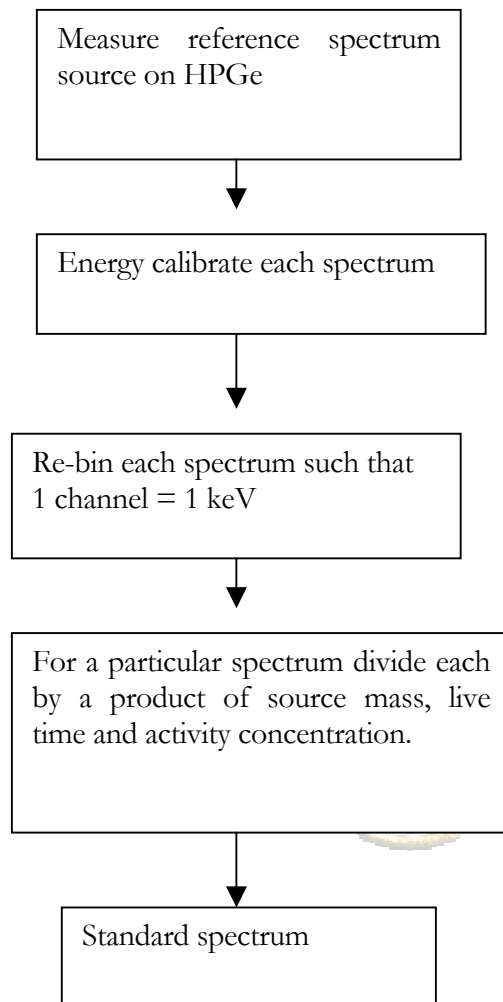 Measure reference spectrum
source on HPGe
Energy calibrate each spectrum
Re-bin each spectrum such that
1 channel = 1 keV
For a particular spectrum divide each
by a product of source mass, live
time and activity concentration.
Standard spectrum